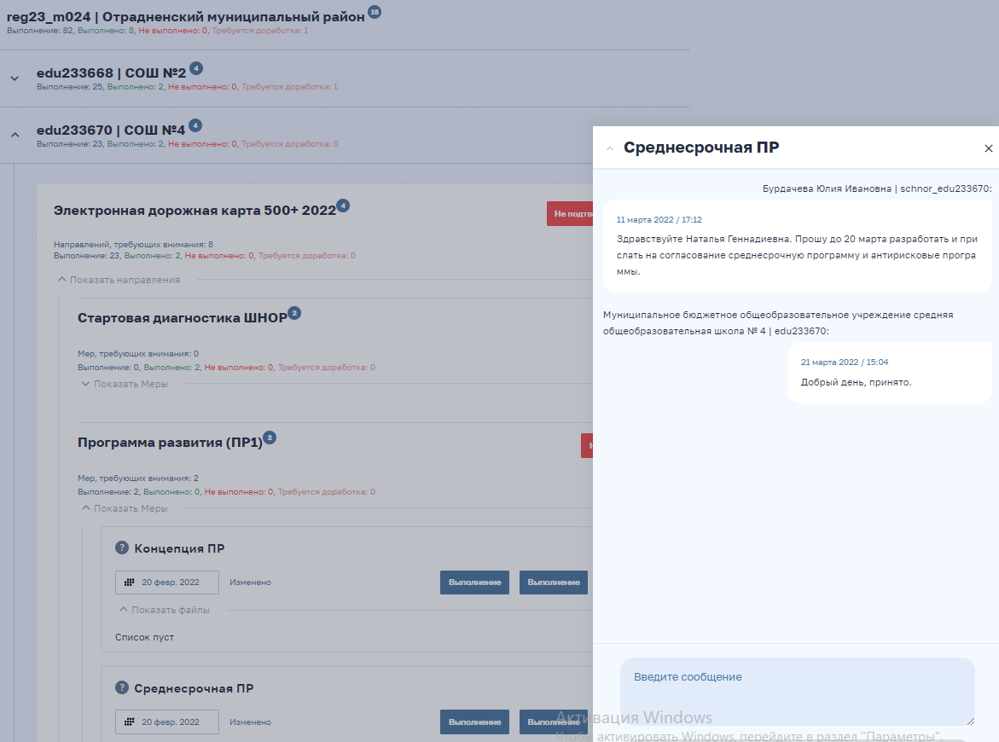 reg23_m024 | Отрадненский муниципальный район 15
Выполнение: 82, Выполнено: 8, Не выполнено: 0, Требуется доработка: 1
edu233668 | СОШ №2 4
Выполнение: 25, Выполнено: 2, Не выполнено: 0, Требуется доработка: 1
edu233670 | СОШ №4 4
Выполнение: 23, Выполнено: 2, Не выполнено: 0, Требуется доработка: 0
Электронная дорожная карта 500+ 2022 4
Не подтв
Направлений, требующих внимания: 8
Выполнение: 23, Выполнено: 2, Не выполнено: 0, Требуется доработка: 0
Показать направления
Стартовая диагностика ШНОР 2
Мер, требующих внимания: 0
Выполнение: 0, Выполнено: 2, Не выполнено: 0, Требуется доработка: 0
Показать Меры
Программа развития (ПР1) 2
Мер, требующих внимания: 2
Выполнение: 2, Выполнено: 0, Не выполнено: 0, Требуется доработка: 0
Показать Меры
? Концепция ПР
20 февр. 2022 Изменено Выполнение Выполнение
Показать файлы
Список пуст
? Среднесрочная ПР
20 февр. 2022 Изменено Выполнение Выполнение
Среднесрочная ПР
Бурдачева Юлия Ивановна | schnor_edu233670:
11 марта 2022 / 17:12
Здравствуйте Наталья Геннадиевна. Прошу до 20 марта разработать и при
слать на согласование среднесрочную программу и антирисковые програ
ммы.
Муниципальное бюджетное общеобразовательное учреждение средняя
общеобразовательная школа № 4 | edu233670:
21 марта 2022 / 15:04
Добрый день, принято.
Введите сообщение
Активация Windows
Чтобы активировать Windows, перейдите в раздел "Параметры".